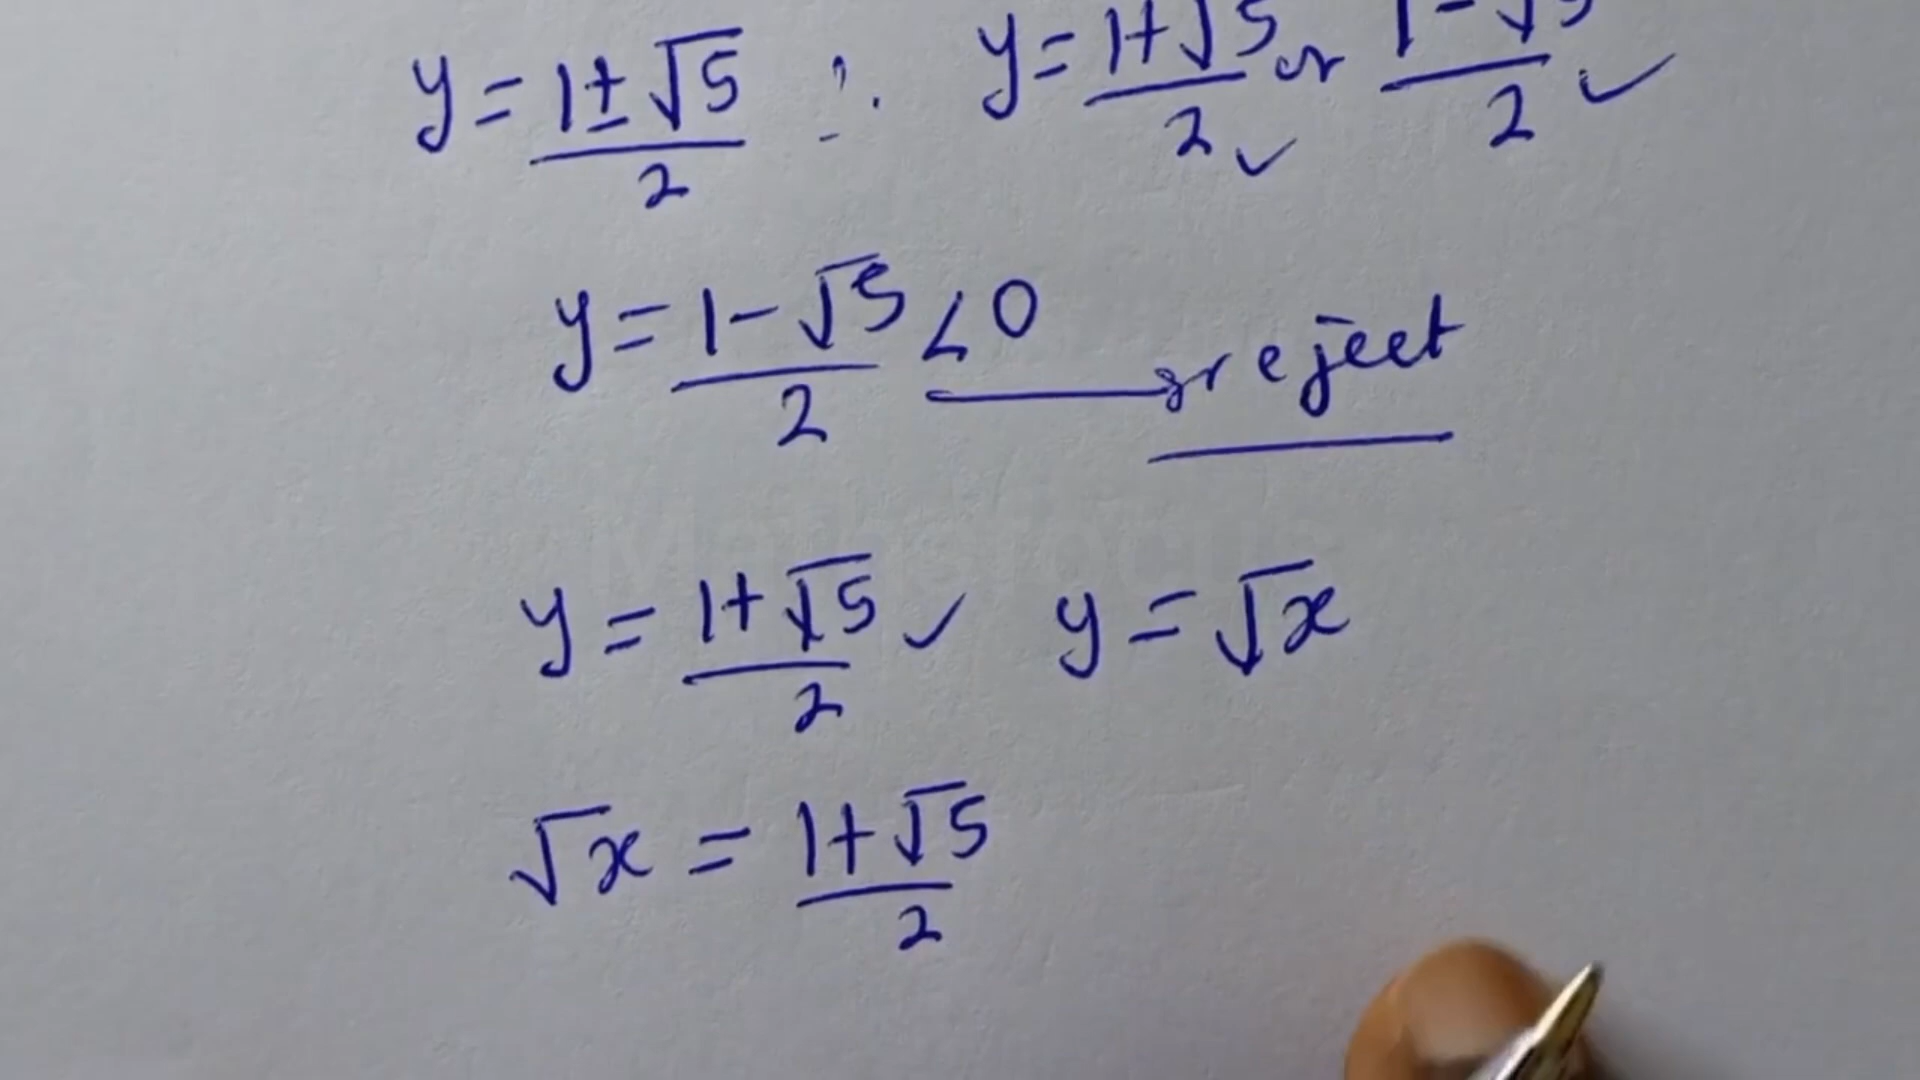 y = 1±√5/2 ∴ y = 1+√5/2 ✓ or 1-√5/2 ✓
y = 1-√5/2 < 0 → reject
Mathsfocus
y = 1+√5/2 ✓ y = √x
√x = 1+√5/2